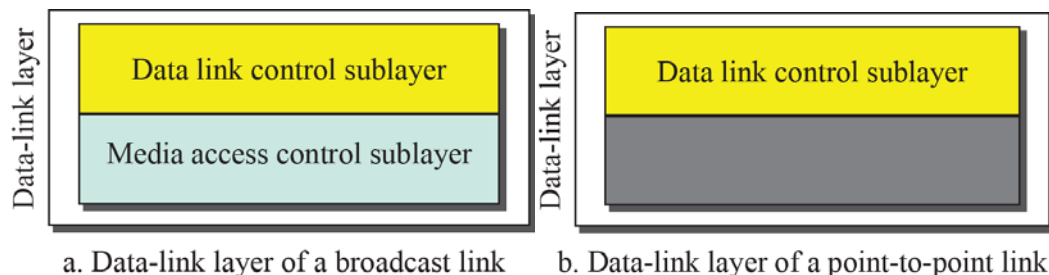 Data-link layer
Data link control sublayer
Media access control sublayer
a. Data-link layer of a broadcast link
Data-link layer
Data link control sublayer
b. Data-link layer of a point-to-point link